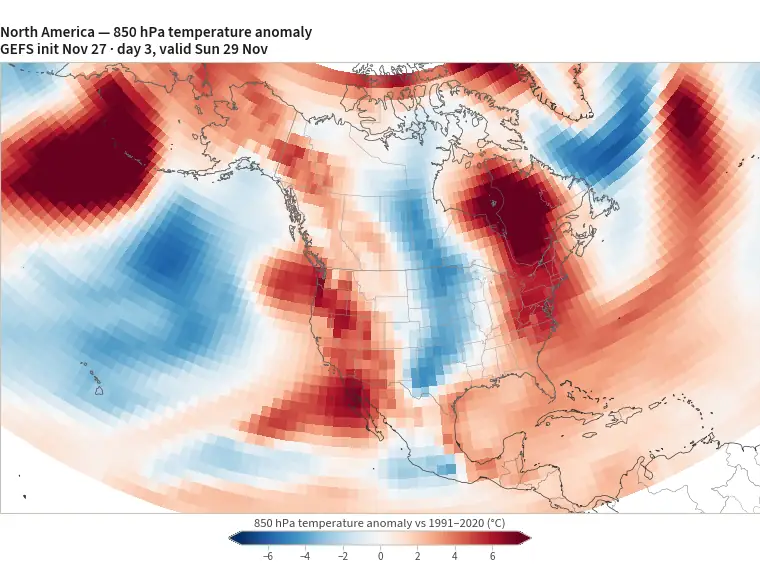 North America — 850 hPa temperature anomaly
GEFS init Nov 27 · day 3, valid Sun 29 Nov
850 hPa temperature anomaly vs 1991–2020 (°C)
−6 −4 −2 0 2 4 6